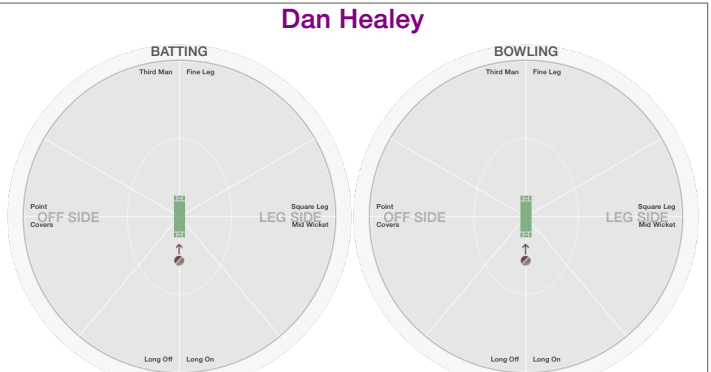 Dan Healey
BATTING
Third Man Fine Leg
Point
OFF SIDE
Covers
Square Leg
LEG SIDE
Mid Wicket
Long Off Long On
BOWLING
Third Man Fine Leg
Point
OFF SIDE
Covers
Square Leg
LEG SIDE
Mid Wicket
Long Off Long On